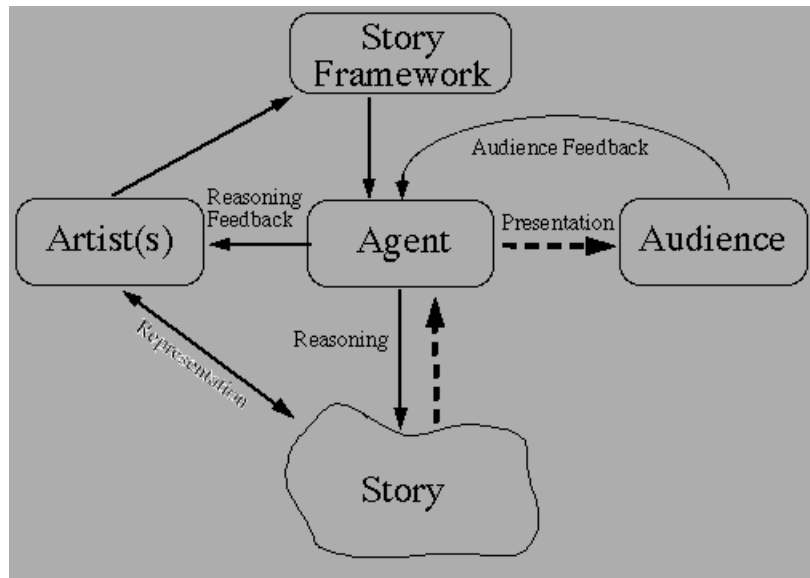 Story
Framework
Audience Feedback
Reasoning
Feedback
Presentation
Artist(s)
Agent
Audience
Reasoning
Representation
Story